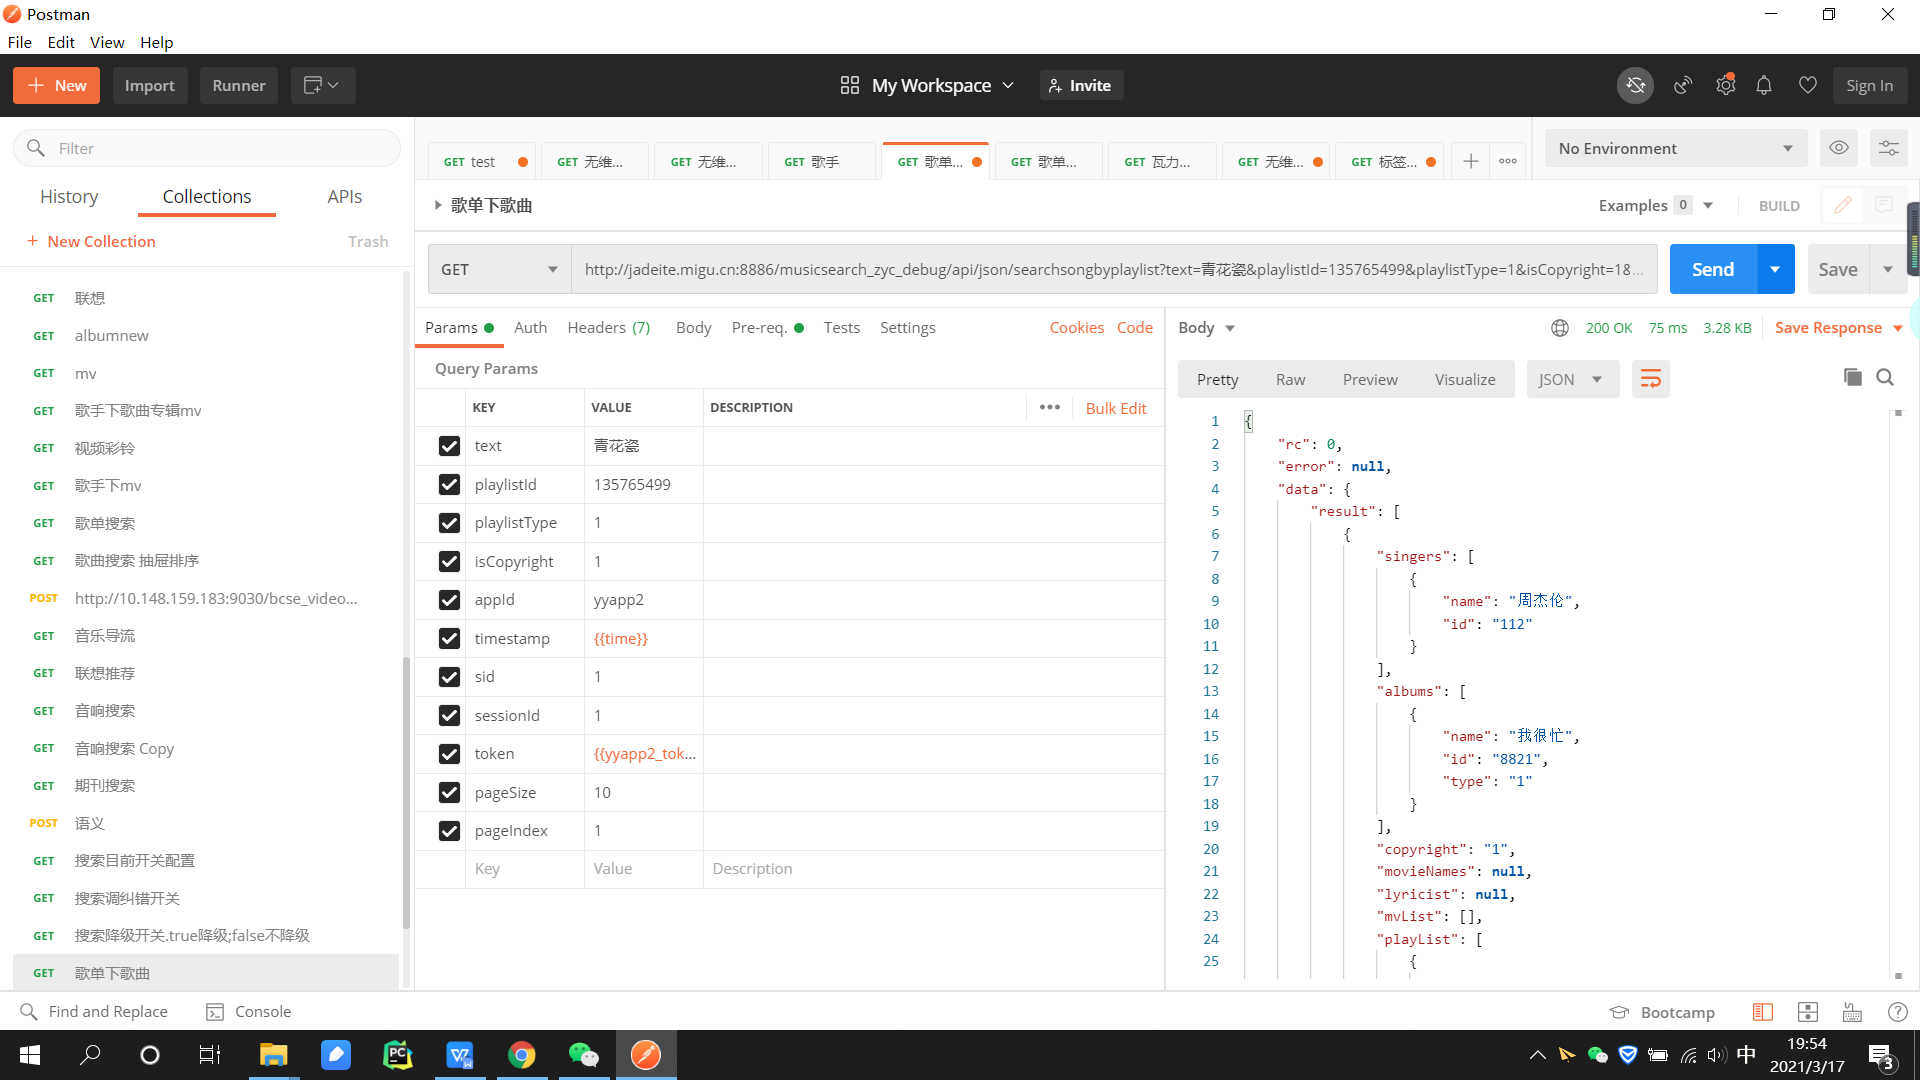 Postman
File Edit View Help
New Import Runner My Workspace Invite Sign In
Filter
History Collections APIs
+ New Collection Trash
GET 联想
GET albumnew
GET mv
GET 歌手下歌曲专辑mv
GET 视频彩铃
GET 歌手下mv
GET 歌单搜索
GET 歌曲搜索 抽屉排序
POST http://10.148.159.183:9030/bcse_video...
GET 音乐导流
GET 联想推荐
GET 音响搜索
GET 音响搜索 Copy
GET 期刊搜索
POST 语义
GET 搜索目前开关配置
GET 搜索调纠错开关
GET 搜索降级开关.true降级;false不降级
GET 歌单下歌曲
GET test GET 无维... GET 无维... GET 歌手 GET 歌单... GET 歌单... GET 瓦力... GET 无维... GET 标签...
No Environment
歌单下歌曲
Examples 0 BUILD
GET http://jadeite.migu.cn:8886/musicsearch_zyc_debug/api/json/searchsongbyplaylist?text=青花瓷&playlistId=135765499&playlistType=1&isCopyright=1&...
Send Save
Params Auth Headers (7) Body Pre-req. Tests Settings Cookies Code
Query Params
KEY VALUE DESCRIPTION ••• Bulk Edit
text 青花瓷
playlistId 135765499
playlistType 1
isCopyright 1
appId yyapp2
timestamp {{time}}
sid 1
sessionId 1
token {{yyapp2_tok...
pageSize 10
pageIndex 1
Key Value Description
Body 200 OK 75 ms 3.28 KB Save Response
Pretty Raw Preview Visualize JSON
1 {
2 "rc": 0,
3 "error": null,
4 "data": {
5 "result": [
6 {
7 "singers": [
8 {
9 "name": "周杰伦",
10 "id": "112"
11 }
12 ],
13 "albums": [
14 {
15 "name": "我很忙",
16 "id": "8821",
17 "type": "1"
18 }
19 ],
20 "copyright": "1",
21 "movieNames": null,
22 "lyricist": null,
23 "mvList": [],
24 "playList": [
25 {
Find and Replace Console Bootcamp
中
19:54
2021/3/17
3